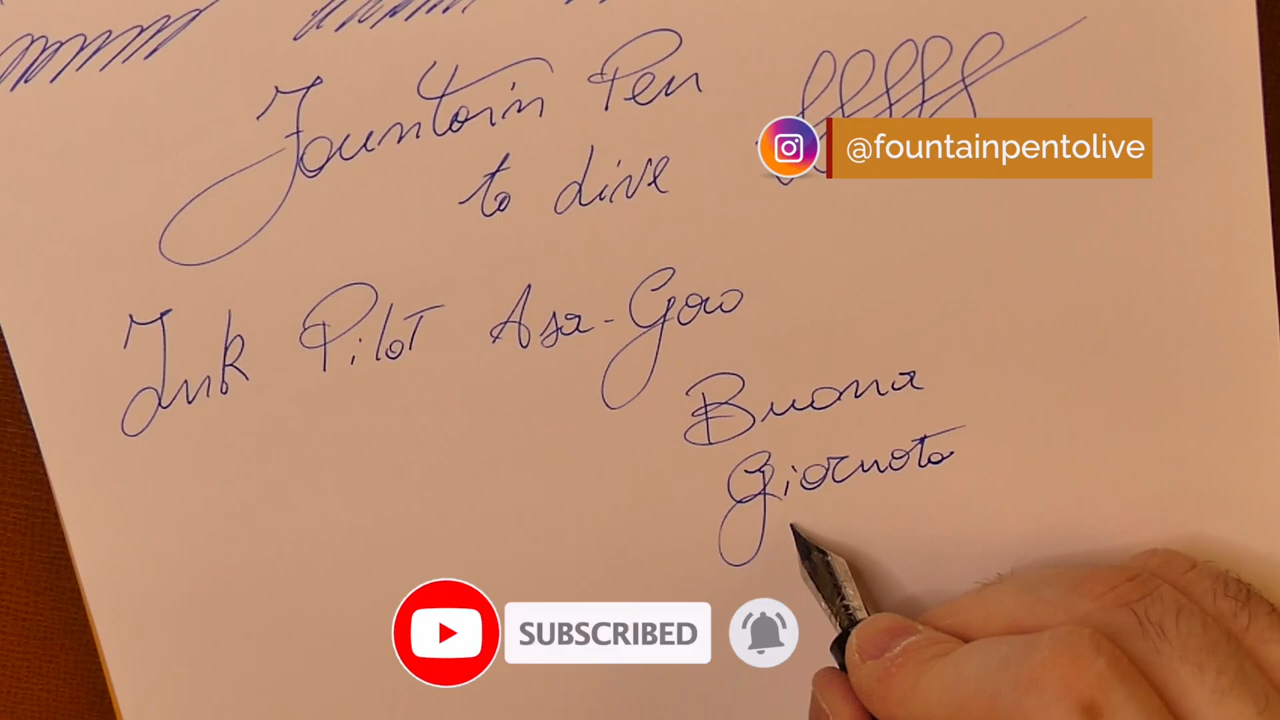 Fountain Pen
to live
@fountainpentolive
Ink Pilot Asa-Gao
Buona
Giornata
SUBSCRIBED